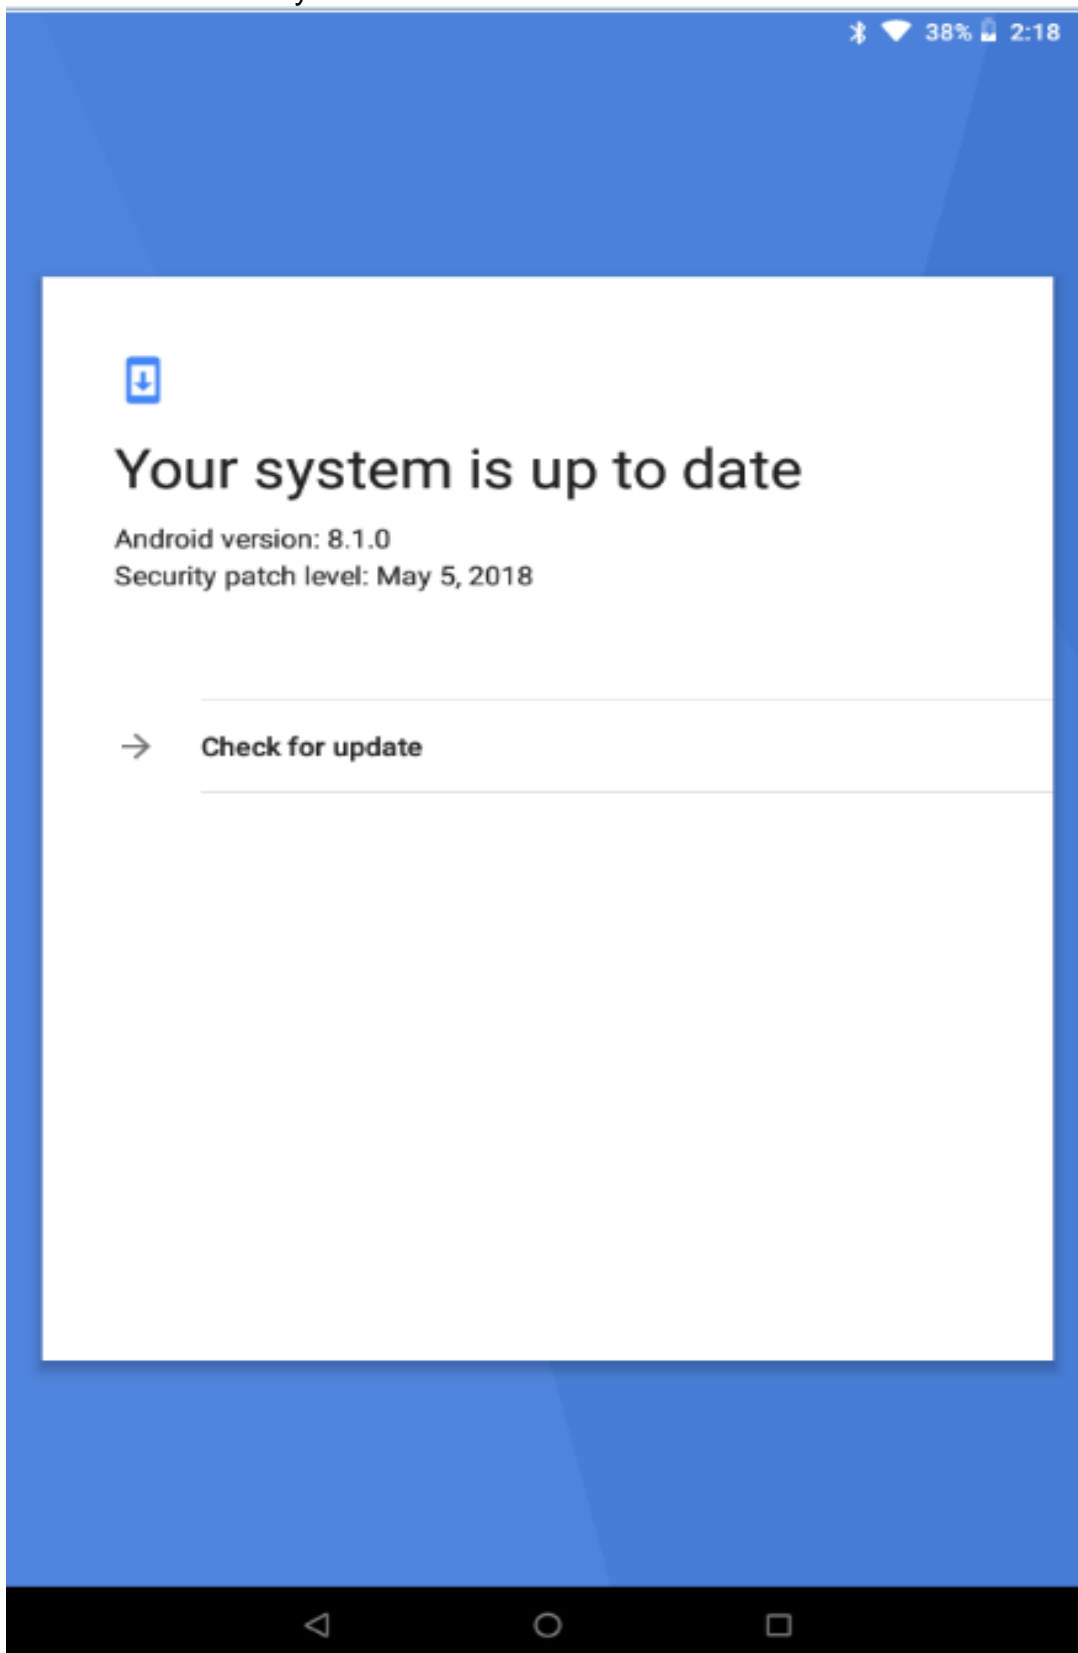 38% 2:18
Your system is up to date
Android version: 8.1.0
Security patch level: May 5, 2018
Check for update